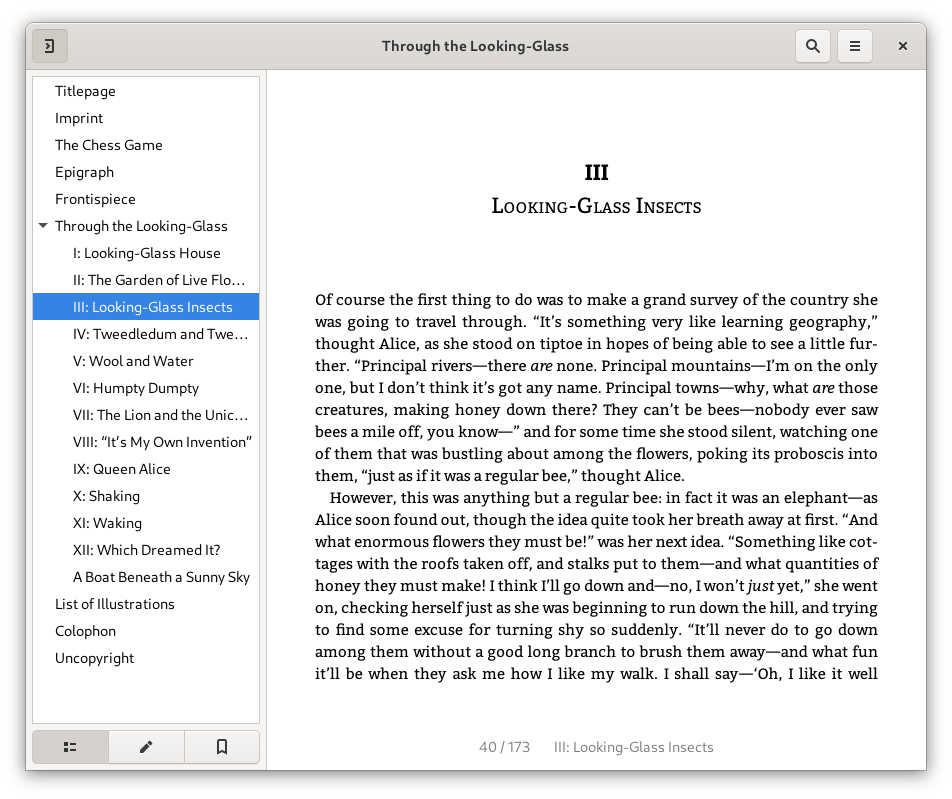 Through the Looking-Glass
Titlepage
Imprint
The Chess Game
Epigraph
Frontispiece
Through the Looking-Glass
I: Looking-Glass House
II: The Garden of Live Flo…
III: Looking-Glass Insects
IV: Tweedledum and Twe…
V: Wool and Water
VI: Humpty Dumpty
VII: The Lion and the Unic…
VIII: “It’s My Own Invention”
IX: Queen Alice
X: Shaking
XI: Waking
XII: Which Dreamed It?
A Boat Beneath a Sunny Sky
List of Illustrations
Colophon
Uncopyright
III
Looking-Glass Insects
Of course the first thing to do was to make a grand survey of the country she
was going to travel through. “It’s something very like learning geography,”
thought Alice, as she stood on tiptoe in hopes of being able to see a little fur-
ther. “Principal rivers—there are none. Principal mountains—I’m on the only
one, but I don’t think it’s got any name. Principal towns—why, what are those
creatures, making honey down there? They can’t be bees—nobody ever saw
bees a mile off, you know—” and for some time she stood silent, watching one
of them that was bustling about among the flowers, poking its proboscis into
them, “just as if it was a regular bee,” thought Alice.
However, this was anything but a regular bee: in fact it was an elephant—as
Alice soon found out, though the idea quite took her breath away at first. “And
what enormous flowers they must be!” was her next idea. “Something like cot-
tages with the roofs taken off, and stalks put to them—and what quantities of
honey they must make! I think I’ll go down and—no, I won’t just yet,” she went
on, checking herself just as she was beginning to run down the hill, and trying
to find some excuse for turning shy so suddenly. “It’ll never do to go down
among them without a good long branch to brush them away—and what fun
it’ll be when they ask me how I like my walk. I shall say—‘Oh, I like it well
40 / 173 III: Looking-Glass Insects